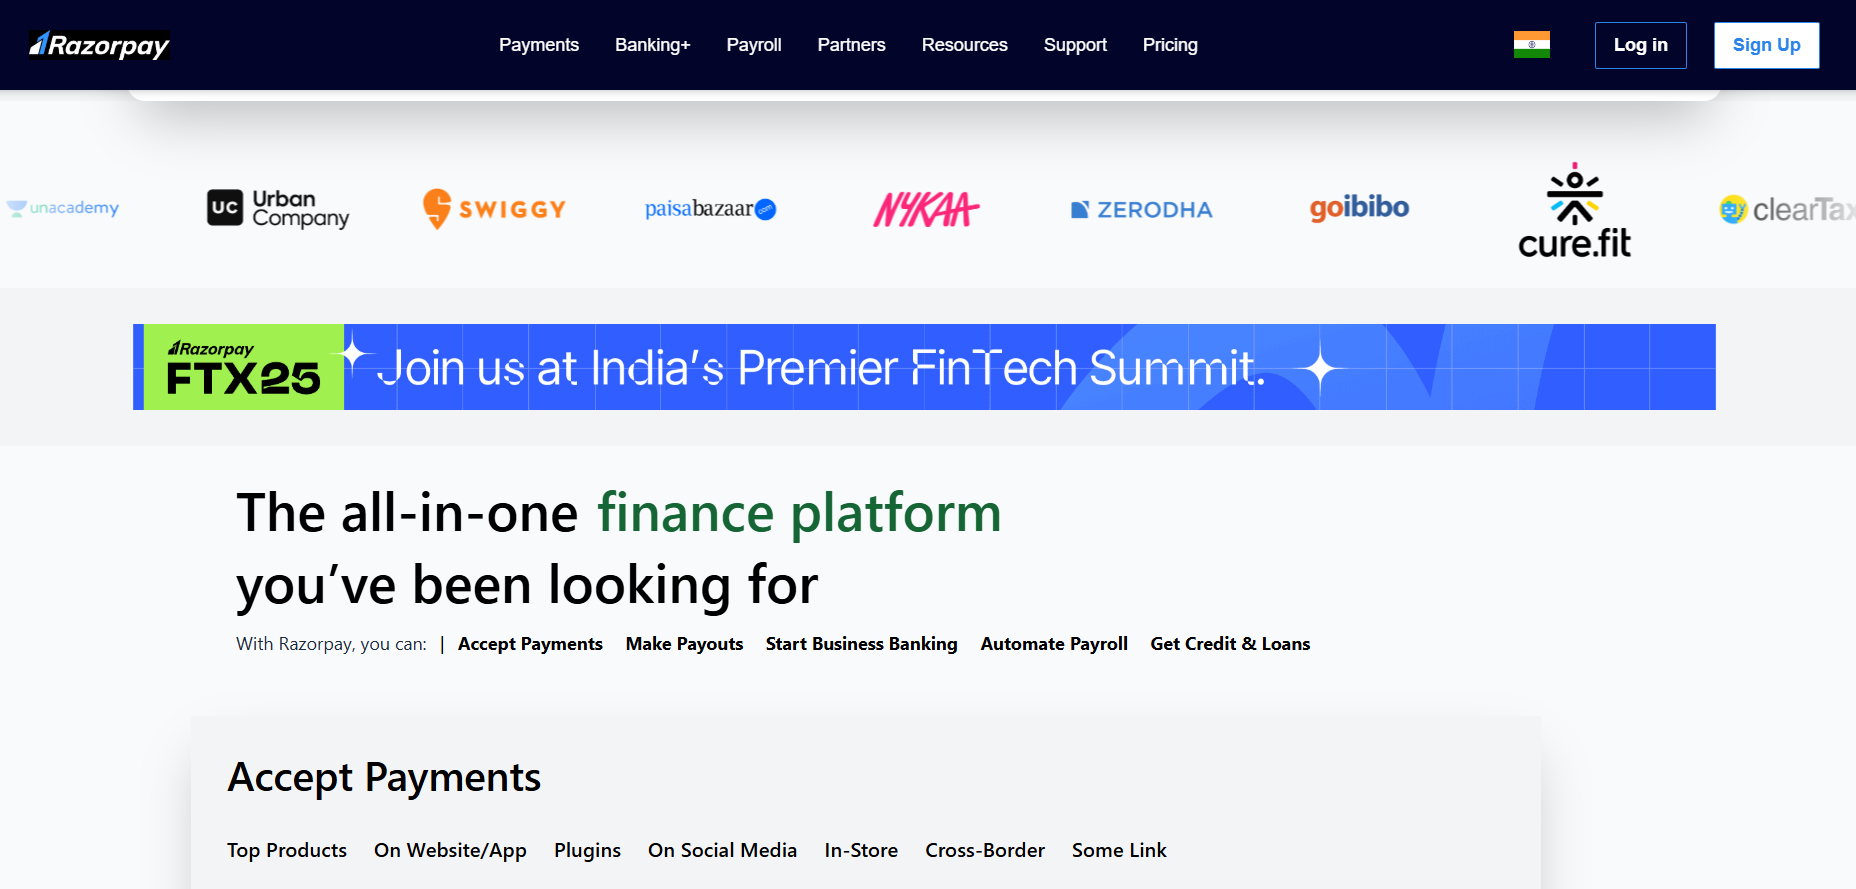 Razorpay
Payments Banking+ Payroll Partners Resources Support Pricing
Log in Sign Up
unacademy
UC Urban Company
SWIGGY
paisabazaar.com
NYKAA
ZERODHA
goibibo
cure.fit
clearTax
Razorpay
FTX25
Join us at India's Premier FinTech Summit.
The all-in-one finance platform
you've been looking for
With Razorpay, you can: | Accept Payments Make Payouts Start Business Banking Automate Payroll Get Credit & Loans
Accept Payments
Top Products On Website/App Plugins On Social Media In-Store Cross-Border Some Link